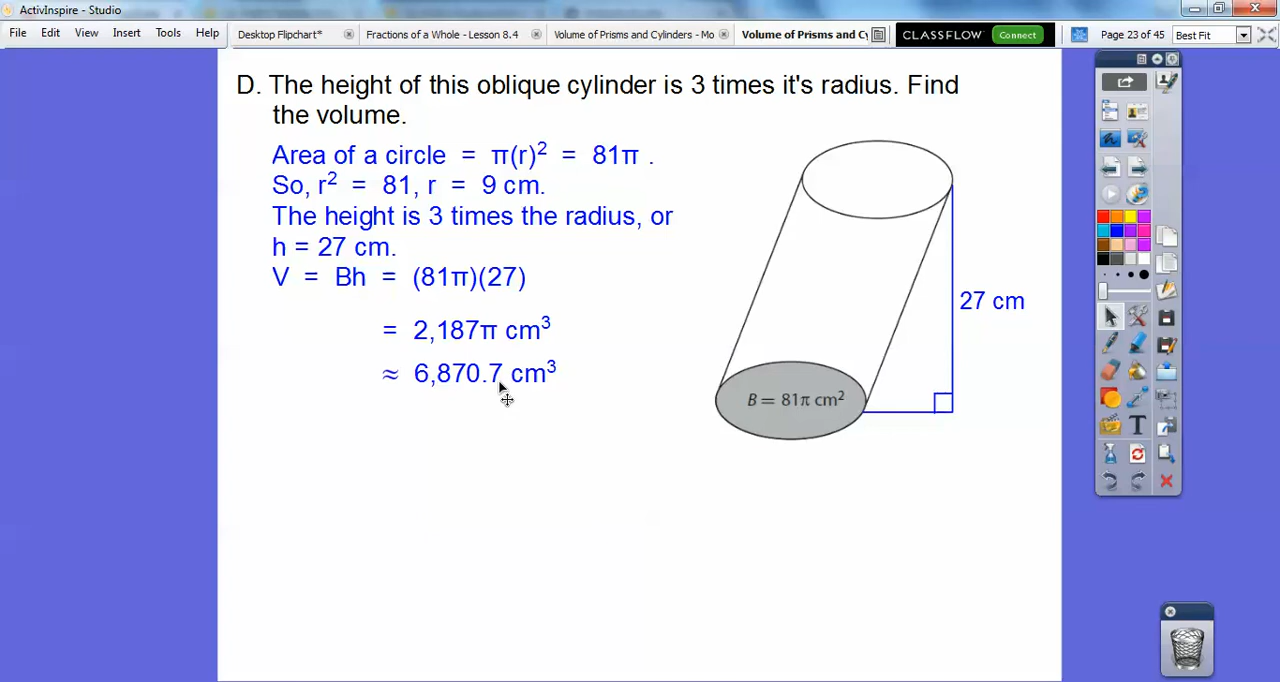 ActivInspire - Studio
File Edit View Insert Tools Help
Desktop Flipchart* Fractions of a Whole - Lesson 8.4 Volume of Prisms and Cylinders - Mo Volume of Prisms and Cy CLASSFLOW Connect Page 23 of 45 Best Fit
D. The height of this oblique cylinder is 3 times it's radius. Find
the volume.
Area of a circle = π(r)² = 81π .
So, r² = 81, r = 9 cm.
The height is 3 times the radius, or
h = 27 cm.
V = Bh = (81π)(27)
= 2,187π cm³
≈ 6,870.7 cm³
27 cm
B = 81π cm²
T